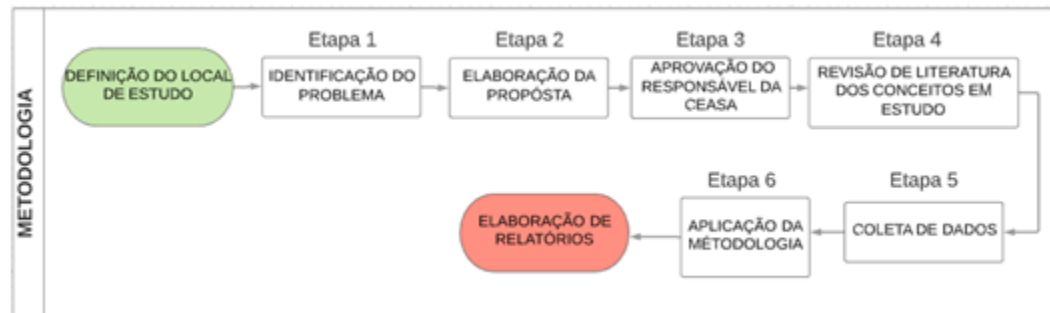 METODOLOGIA
DEFINIÇÃO DO LOCAL
DE ESTUDO
Etapa 1
IDENTIFICAÇÃO DO
PROBLEMA
Etapa 2
ELABORAÇÃO DA
PROPÓSTA
Etapa 3
APROVAÇÃO DO
RESPONSÁVEL DA
CEASA
Etapa 4
REVISÃO DE LITERATURA
DOS CONCEITOS EM
ESTUDO
Etapa 5
COLETA DE DADOS
Etapa 6
APLICAÇÃO DA
MÉTODOLOGIA
ELABORAÇÃO DE
RELATÓRIOS